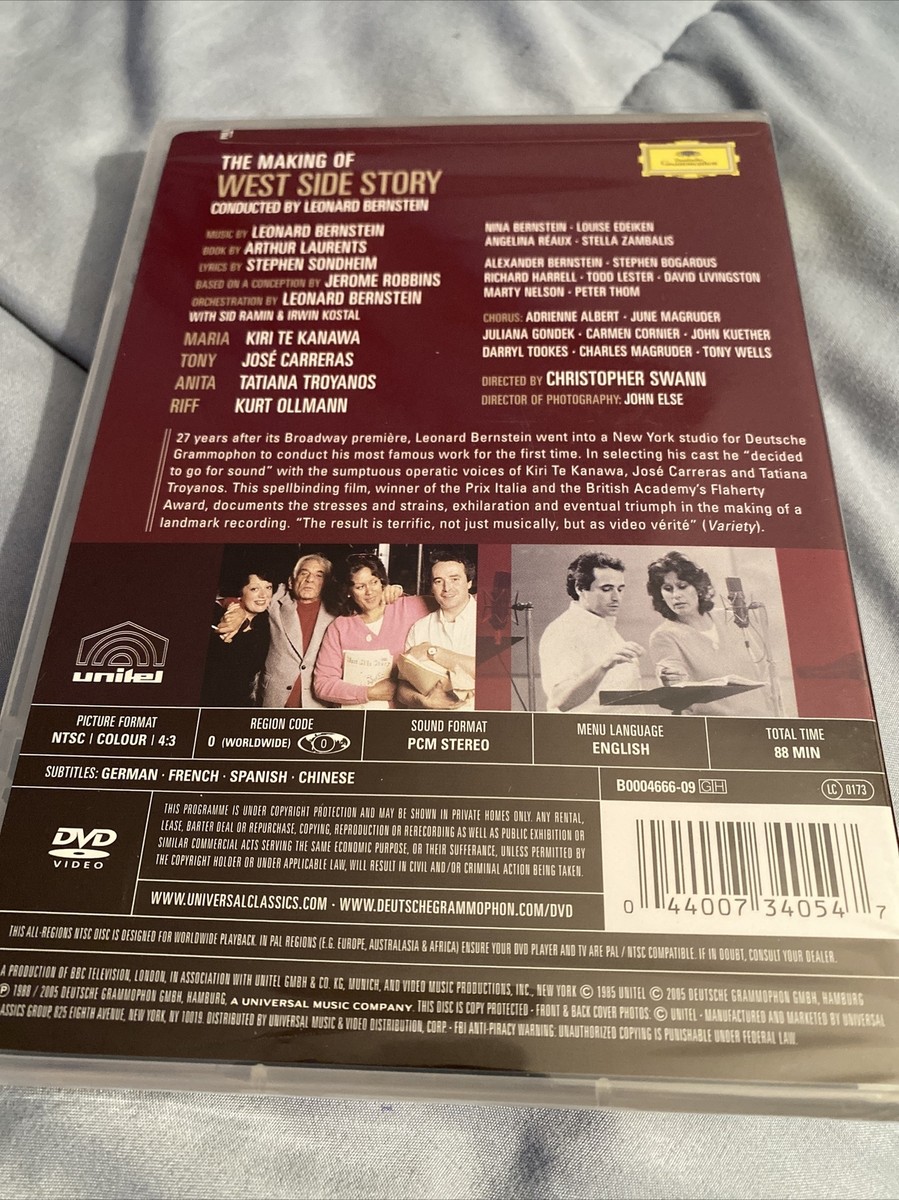 THE MAKING OF
WEST SIDE STORY
CONDUCTED BY LEONARD BERNSTEIN
MUSIC BY LEONARD BERNSTEIN
BOOK BY ARTHUR LAURENTS
LYRICS BY STEPHEN SONDHEIM
BASED ON A CONCEPTION BY JEROME ROBBINS
ORCHESTRATION BY LEONARD BERNSTEIN
WITH SID RAMIN & IRWIN KOSTAL
MARIA KIRI TE KANAWA
TONY JOSÉ CARRERAS
ANITA TATIANA TROYANOS
RIFF KURT OLLMANN
Deutsche
Grammophon
NINA BERNSTEIN · LOUISE EDEIKEN
ANGELINA RÉAUX · STELLA ZAMBALIS
ALEXANDER BERNSTEIN · STEPHEN BOGARDUS
RICHARD HARRELL · TODD LESTER · DAVID LIVINGSTON
MARTY NELSON · PETER THOM
CHORUS: ADRIENNE ALBERT · JUNE MAGRUDER
JULIANA GONDEK · CARMEN CORNIER · JOHN KUETHER
DARRYL TOOKES · CHARLES MAGRUDER · TONY WELLS
DIRECTED BY CHRISTOPHER SWANN
DIRECTOR OF PHOTOGRAPHY: JOHN ELSE
27 years after its Broadway première, Leonard Bernstein went into a New York studio for Deutsche
Grammophon to conduct his most famous work for the first time. In selecting his cast he “decided
to go for sound” with the sumptuous operatic voices of Kiri Te Kanawa, José Carreras and Tatiana
Troyanos. This spellbinding film, winner of the Prix Italia and the British Academy’s Flaherty
Award, documents the stresses and strains, exhilaration and eventual triumph in the making of a
landmark recording. “The result is terrific, not just musically, but as video vérité” (Variety).
unitel
PICTURE FORMAT
NTSC | COLOUR | 4:3
REGION CODE
0 (WORLDWIDE) 0
SOUND FORMAT
PCM STEREO
MENU LANGUAGE
ENGLISH
TOTAL TIME
88 MIN
SUBTITLES: GERMAN · FRENCH · SPANISH · CHINESE
B0004666-09 GH
LC 0173
DVD
VIDEO
THIS PROGRAMME IS UNDER COPYRIGHT PROTECTION AND MAY BE SHOWN IN PRIVATE HOMES ONLY. ANY RENTAL,
LEASE, BARTER DEAL OR REPURCHASE, COPYING, REPRODUCTION OR RERECORDING AS WELL AS PUBLIC EXHIBITION OR
SIMILAR COMMERCIAL ACTS SERVING THE SAME ECONOMIC PURPOSE, OR THEIR SUFFERANCE, UNLESS PERMITTED BY
THE COPYRIGHT HOLDER OR UNDER APPLICABLE LAW, WILL RESULT IN CIVIL AND/OR CRIMINAL ACTION BEING TAKEN.
WWW.UNIVERSALCLASSICS.COM · WWW.DEUTSCHEGRAMMOPHON.COM/DVD
0 44007 34054 7
THIS ALL-REGIONS NTSC DISC IS DESIGNED FOR WORLDWIDE PLAYBACK. IN PAL REGIONS (E.G. EUROPE, AUSTRALASIA & AFRICA) ENSURE YOUR DVD PLAYER AND TV ARE PAL / NTSC COMPATIBLE. IF IN DOUBT, CONSULT YOUR DEALER.
A PRODUCTION OF BBC TELEVISION, LONDON, IN ASSOCIATION WITH UNITEL GMBH & CO. KG, MUNICH, AND VIDEO MUSIC PRODUCTIONS, INC., NEW YORK © 1985 UNITEL © 2005 DEUTSCHE GRAMMOPHON GMBH, HAMBURG
℗ 1988 / 2005 DEUTSCHE GRAMMOPHON GMBH, HAMBURG, A UNIVERSAL MUSIC COMPANY. THIS DISC IS COPY PROTECTED · FRONT & BACK COVER PHOTOS: © UNITEL · MANUFACTURED AND MARKETED BY UNIVERSAL
ASSICS GROUP, 825 EIGHTH AVENUE, NEW YORK, NY 10019. DISTRIBUTED BY UNIVERSAL MUSIC & VIDEO DISTRIBUTION, CORP. · FBI ANTI-PIRACY WARNING: UNAUTHORIZED COPYING IS PUNISHABLE UNDER FEDERAL LAW.